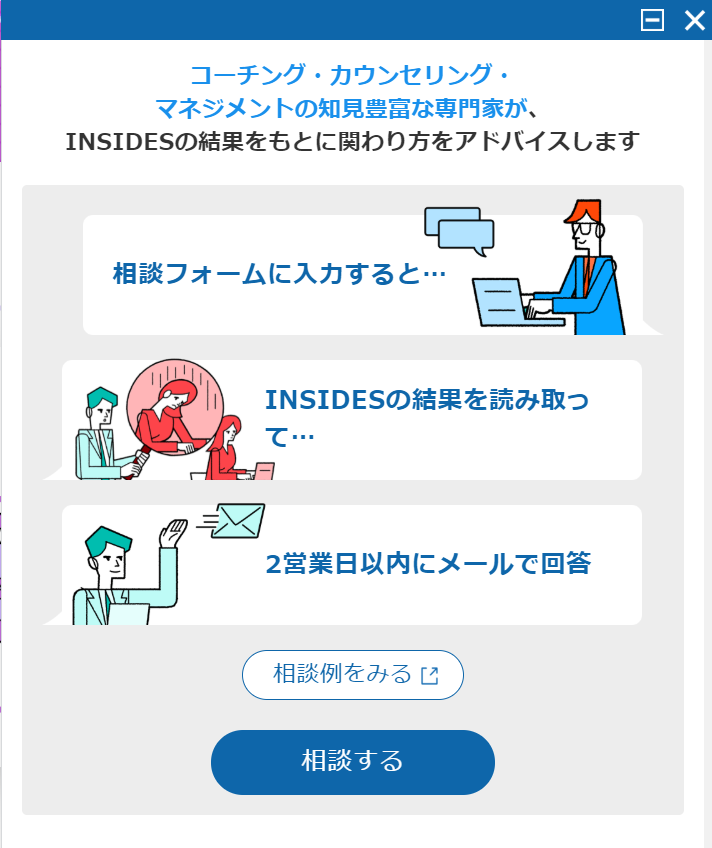 コーチング・カウンセリング・
マネジメントの知見豊富な専門家が、
INSIDESの結果をもとに関わり方をアドバイスします
相談フォームに入力すると…
INSIDESの結果を読み取っ
て…
2営業日以内にメールで回答
相談例をみる
相談する